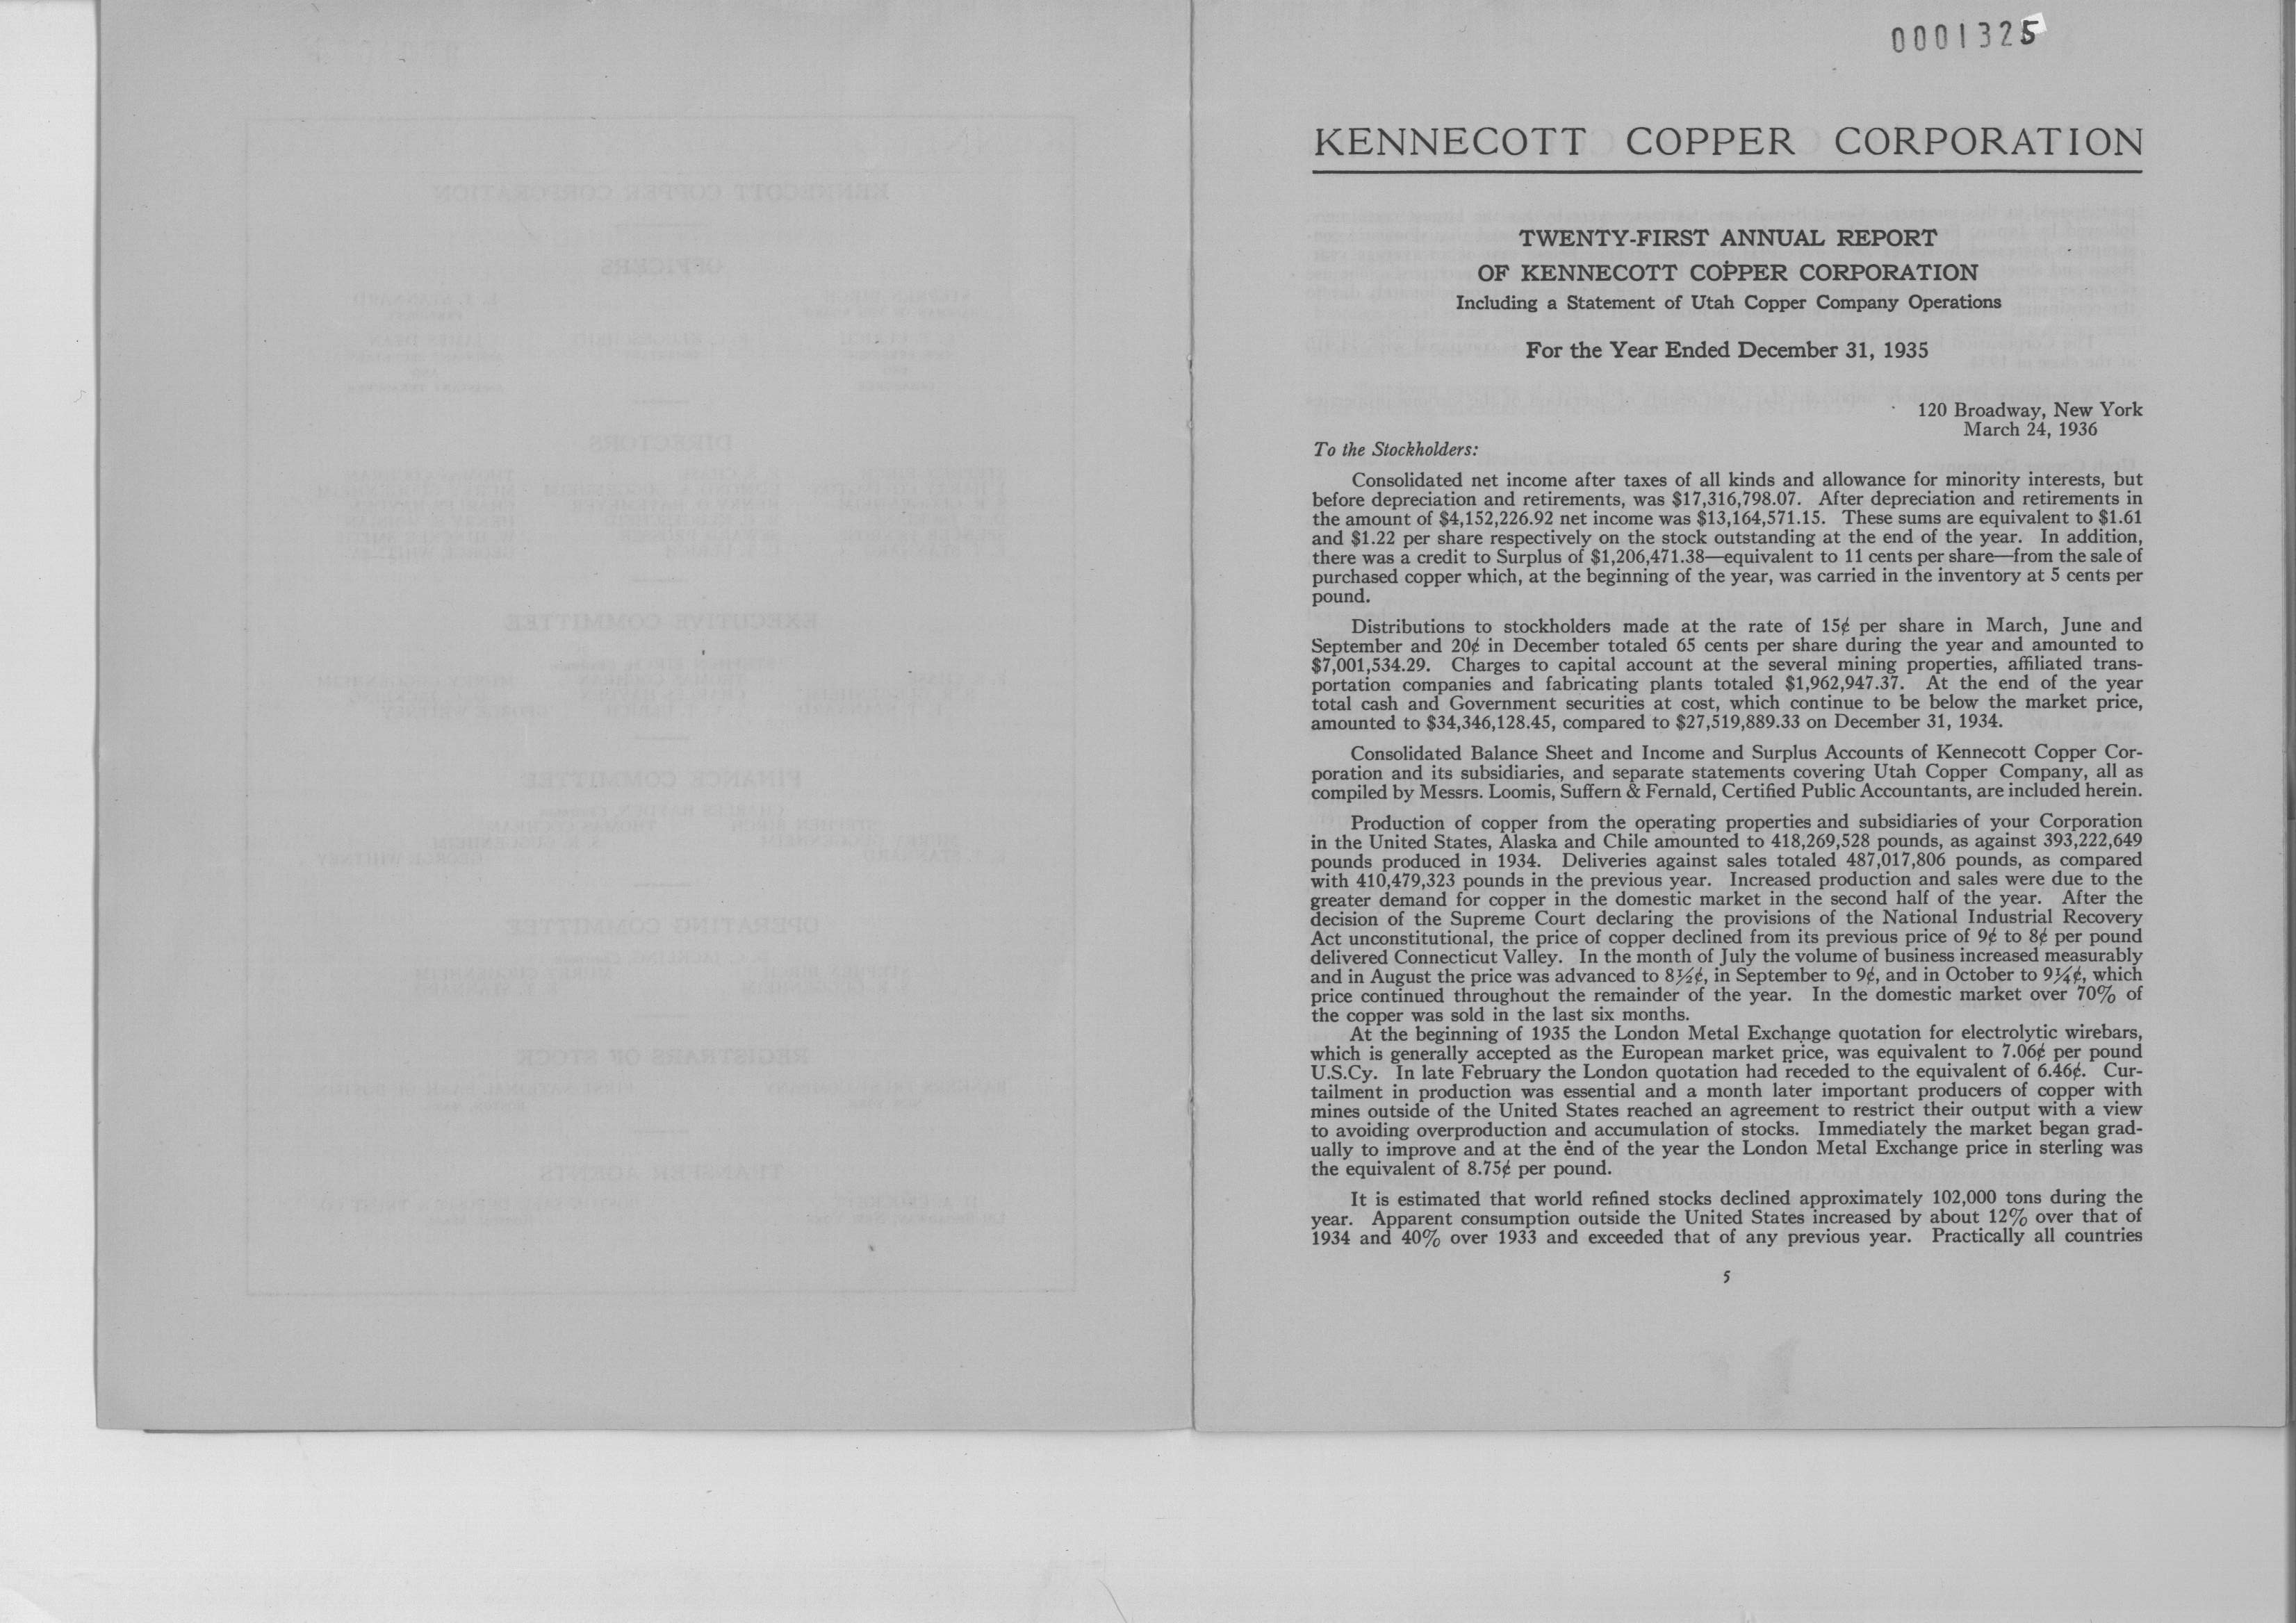 0001325
KENNECOTT COPPER CORPORATION
TWENTY-FIRST ANNUAL REPORT
OF KENNECOTT COPPER CORPORATION
Including a Statement of Utah Copper Company Operations
For the Year Ended December 31, 1935
120 Broadway, New York
March 24, 1936
To the Stockholders:
Consolidated net income after taxes of all kinds and allowance for minority interests, but
before depreciation and retirements, was $17,316,798.07. After depreciation and retirements in
the amount of $4,152,226.92 net income was $13,164,571.15. These sums are equivalent to $1.61
and $1.22 per share respectively on the stock outstanding at the end of the year. In addition,
there was a credit to Surplus of $1,206,471.38—equivalent to 11 cents per share—from the sale of
purchased copper which, at the beginning of the year, was carried in the inventory at 5 cents per
pound.
Distributions to stockholders made at the rate of 15¢ per share in March, June and
September and 20¢ in December totaled 65 cents per share during the year and amounted to
$7,001,534.29. Charges to capital account at the several mining properties, affiliated trans-
portation companies and fabricating plants totaled $1,962,947.37. At the end of the year
total cash and Government securities at cost, which continue to be below the market price,
amounted to $34,346,128.45, compared to $27,519,889.33 on December 31, 1934.
Consolidated Balance Sheet and Income and Surplus Accounts of Kennecott Copper Cor-
poration and its subsidiaries, and separate statements covering Utah Copper Company, all as
compiled by Messrs. Loomis, Suffern & Fernald, Certified Public Accountants, are included herein.
Production of copper from the operating properties and subsidiaries of your Corporation
in the United States, Alaska and Chile amounted to 418,269,528 pounds, as against 393,222,649
pounds produced in 1934. Deliveries against sales totaled 487,017,806 pounds, as compared
with 410,479,323 pounds in the previous year. Increased production and sales were due to the
greater demand for copper in the domestic market in the second half of the year. After the
decision of the Supreme Court declaring the provisions of the National Industrial Recovery
Act unconstitutional, the price of copper declined from its previous price of 9¢ to 8¢ per pound
delivered Connecticut Valley. In the month of July the volume of business increased measurably
and in August the price was advanced to 8½¢, in September to 9¢, and in October to 9¼¢, which
price continued throughout the remainder of the year. In the domestic market over 70% of
the copper was sold in the last six months.
At the beginning of 1935 the London Metal Exchange quotation for electrolytic wirebars,
which is generally accepted as the European market price, was equivalent to 7.06¢ per pound
U.S.Cy. In late February the London quotation had receded to the equivalent of 6.46¢. Cur-
tailment in production was essential and a month later important producers of copper with
mines outside of the United States reached an agreement to restrict their output with a view
to avoiding overproduction and accumulation of stocks. Immediately the market began grad-
ually to improve and at the end of the year the London Metal Exchange price in sterling was
the equivalent of 8.75¢ per pound.
It is estimated that world refined stocks declined approximately 102,000 tons during the
year. Apparent consumption outside the United States increased by about 12% over that of
1934 and 40% over 1933 and exceeded that of any previous year. Practically all countries
5